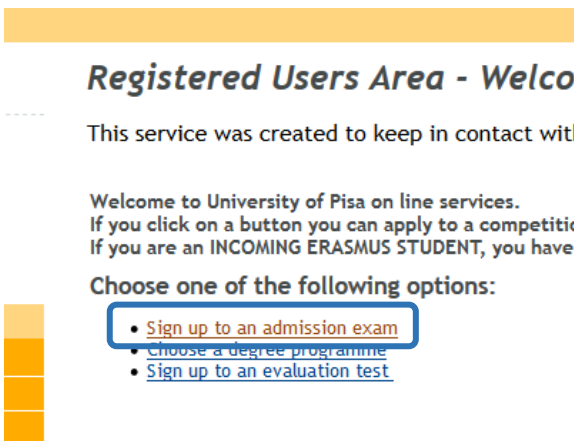 Registered Users Area - Welco
This service was created to keep in contact wit
Welcome to University of Pisa on line services.
If you click on a button you can apply to a competiti
If you are an INCOMING ERASMUS STUDENT, you have
Choose one of the following options:
• Sign up to an admission exam
• Choose a degree programme
• Sign up to an evaluation test